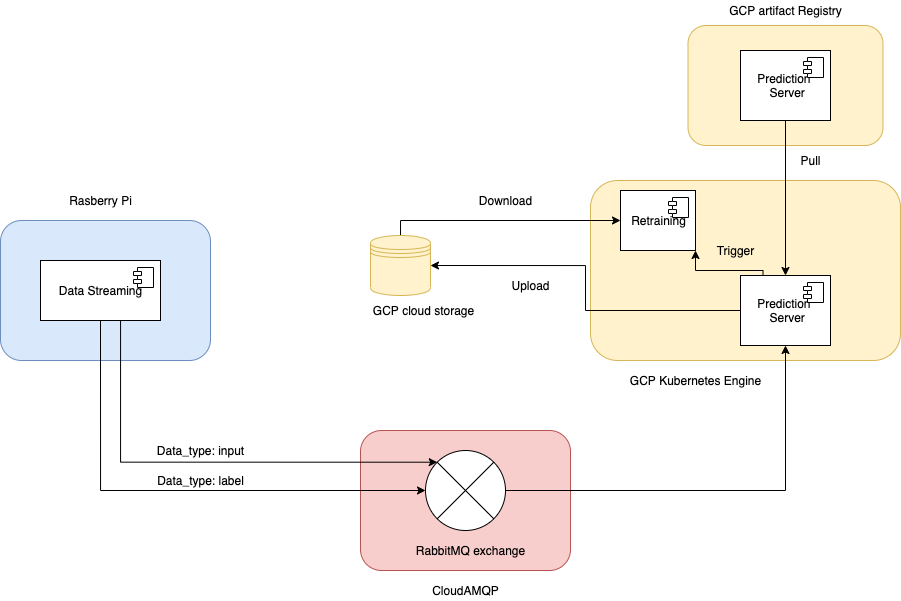 GCP artifact Registry
Prediction
Server
Pull
Rasberry Pi
Data Streaming
Download
Retraining
Trigger
Upload
GCP cloud storage
Prediction
Server
GCP Kubernetes Engine
Data_type: input
Data_type: label
RabbitMQ exchange
CloudAMQP